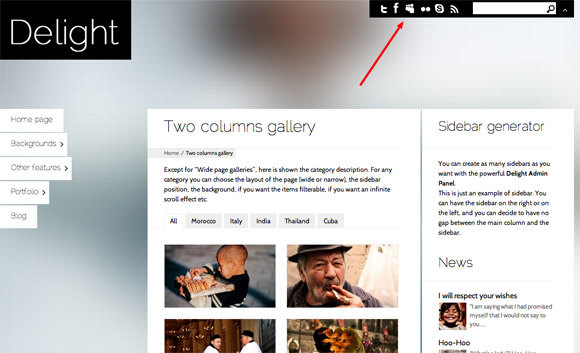 Delight
Home page
Backgrounds
Other features
Portfolio
Blog
Two columns gallery
Home / Two columns gallery
Except for "Wide page galleries", here is shown the category description. For any
category you can choose the layout of the page (wide or narrow), the sidebar
position, the background, if you want the items filterable, if you want an infinite
scroll effect etc.
All Morocco Italy India Thailand Cuba
Sidebar generator
You can create as many sidebars as you
want with the powerful Delight Admin
Panel.
This is just an example of sidebar. You
can have the sidebar on the right or on
the left, and you can decide to have no
gap between the main column and the
sidebar.
News
I will respect your wishes
"I am saying what I had promised
myself that I would not say to
you,...
Hoo-Hoo